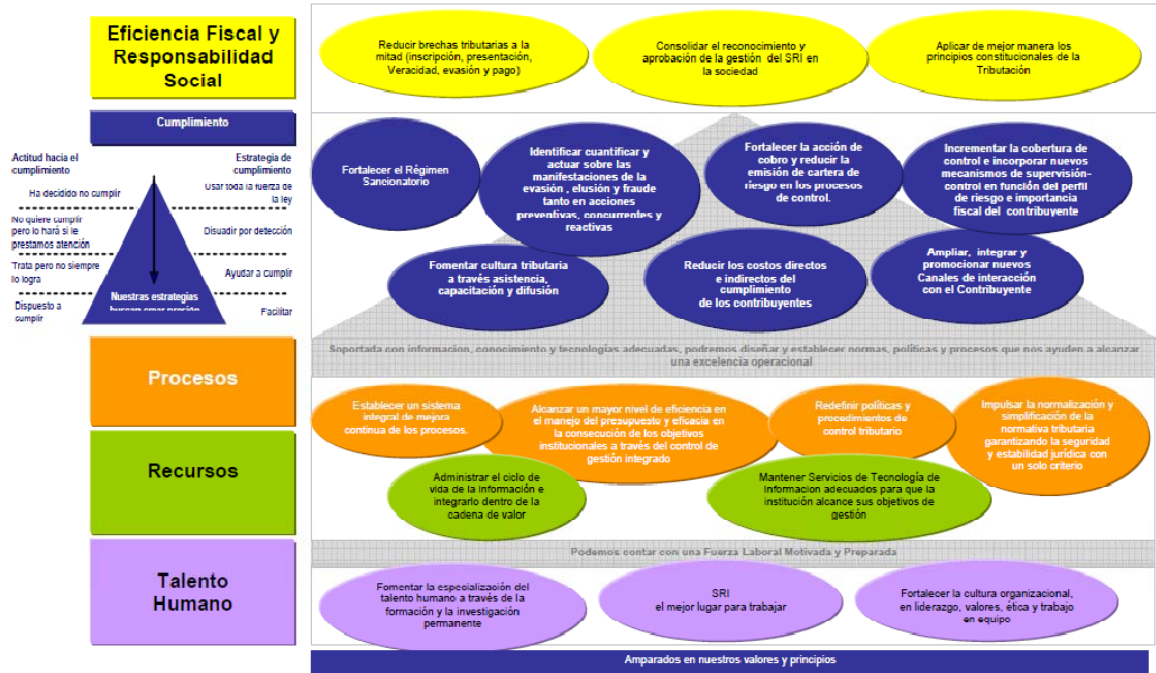 Eficiencia Fiscal y
Responsabilidad
Social
Reducir brechas tributarias a la
mitad (inscripción, presentación,
Veracidad, evasión y pago)
Consolidar el reconocimiento y
aprobación de la gestión del SRI en
la sociedad
Aplicar de mejor manera los
principios constitucionales de la
Tributación
Cumplimiento
Actitud hacia el
cumplimiento
Estrategia de
cumplimiento
Ha decidido no cumplir
Usar toda la fuerza de
la ley
No quiere cumplir
pero lo hará si le
prestamos atención
Disuadir por detección
Trata pero no siempre
lo logra
Ayudar a cumplir
Dispuesto a
cumplir
Facilitar
Nuestras estrategias
buscan crear presión
Fortalecer el Régimen
Sancionatorio
Identificar cuantificar y
actuar sobre las
manifestaciones de la
evasión , elusión y fraude
tanto en acciones
preventivas, concurrentes y
reactivas
Fortalecer la acción de
cobro y reducir la
emisión de cartera de
riesgo en los procesos
de control.
Incrementar la cobertura de
control e incorporar nuevos
mecanismos de supervisión-
control en función del perfil
de riesgo e importancia
fiscal del contribuyente
Fomentar cultura tributaria
a través asistencia,
capacitación y difusión
Reducir los costos directos
e indirectos del
cumplimiento
de los contribuyentes
Ampliar, integrar y
promocionar nuevos
Canales de interacción
con el Contribuyente
Soportada con informacion, conocimiento y tecnologías adecuadas, podremos diseñar y establecer normas, políticas y procesos que nos ayuden a alcanzar
una excelencia operacional
Procesos
Establecer un sistema
integral de mejora
continua de los procesos.
Alcanzar un mayor nivel de eficiencia en
el manejo del presupuesto y eficacia en
la consecución de los objetivos
institucionales a través del control de
gestión integrado
Redefinir políticas y
procedimientos de
control tributario
Impulsar la normalización y
simplificación de la
normativa tributaria
garantizando la seguridad
y estabilidad jurídica con
un solo criterio
Recursos
Administrar el ciclo de
vida de la información e
integrarlo dentro de la
cadena de valor
Mantener Servicios de Tecnología de
Informacion adecuados para que la
institución alcance sus objetivos de
gestión
Podemos contar con una Fuerza Laboral Motivada y Preparada
Talento
Humano
Fomentar la especialización del
talento humano a través de la
formación y la investigación
permanente
SRI
el mejor lugar para trabajar
Fortalecer la cultura organizacional,
en liderazgo, valores, ética y trabajo
en equipo
Amparados en nuestros valores y principios